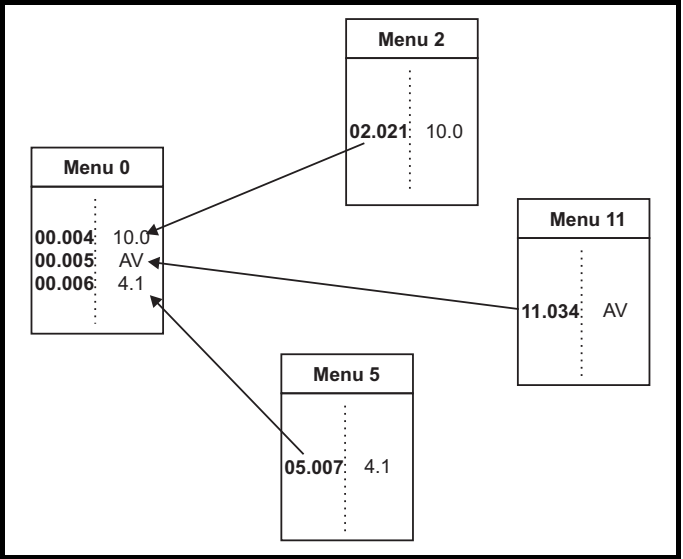 Menu 2
02.021 10.0
Menu 0
00.004 10.0
00.005 AV
00.006 4.1
Menu 11
11.034 AV
Menu 5
05.007 4.1